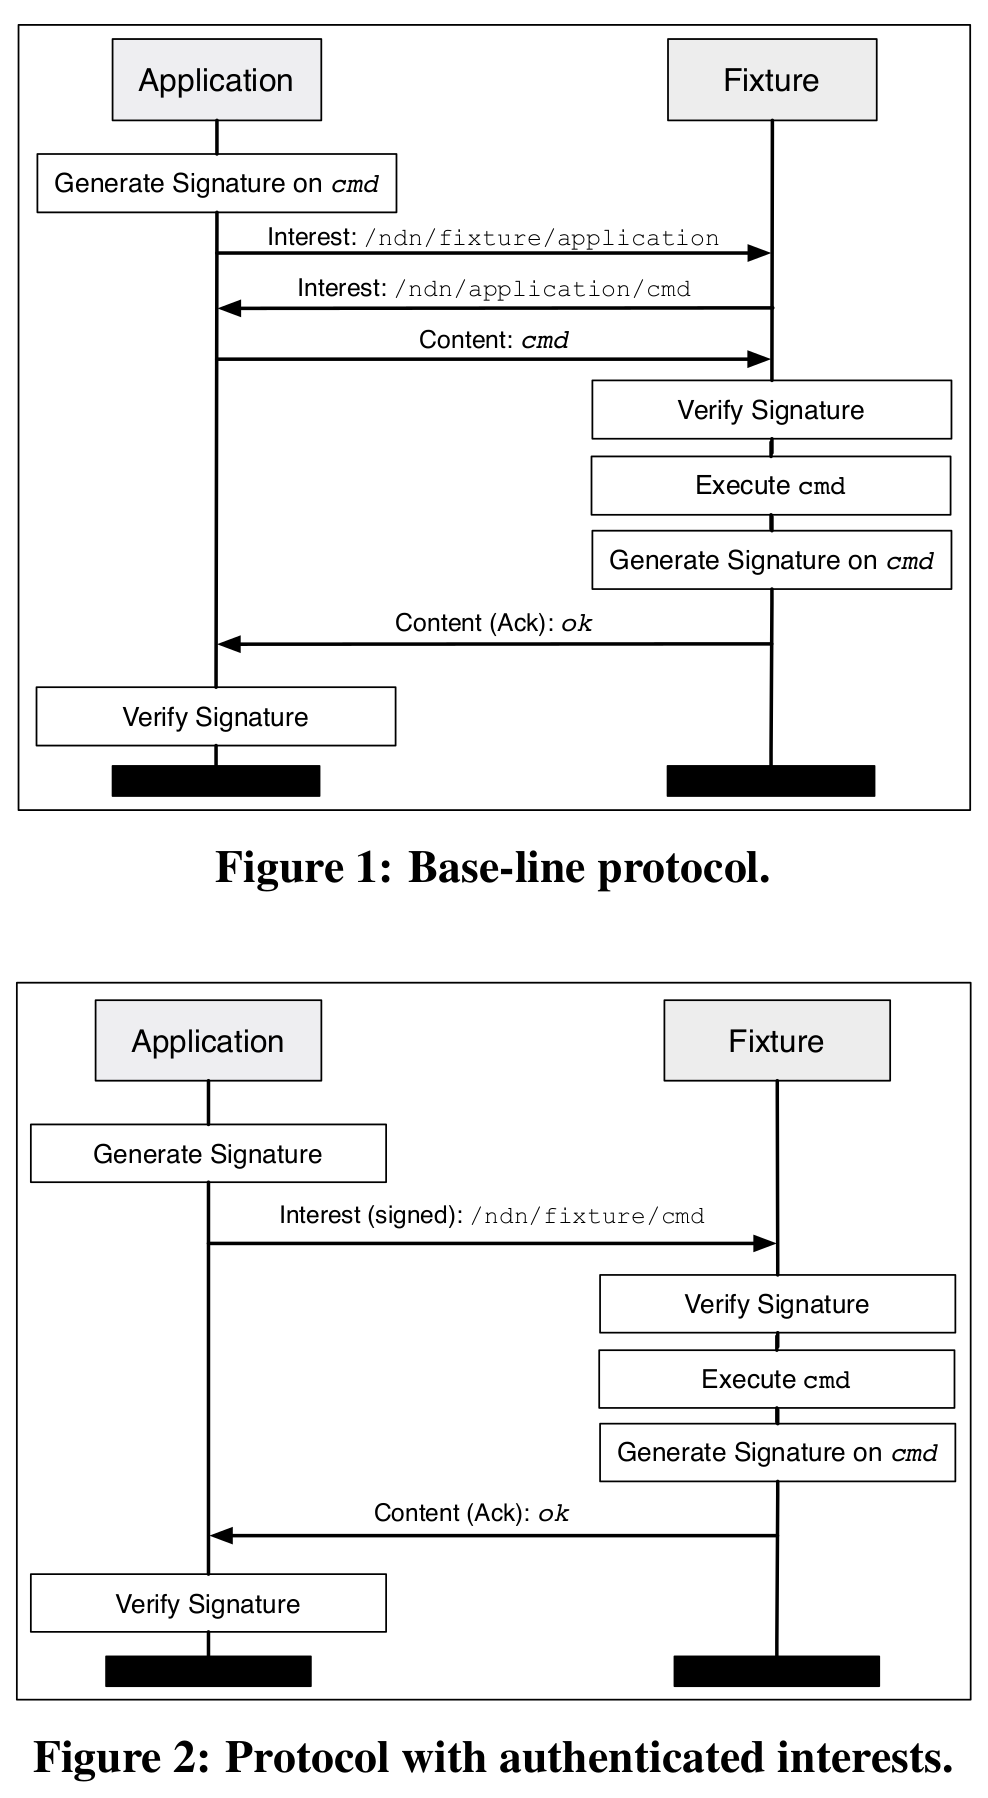 Application
Fixture
Generate Signature on cmd
Interest: /ndn/fixture/application
Interest: /ndn/application/cmd
Content: cmd
Verify Signature
Execute cmd
Generate Signature on cmd
Content (Ack): ok
Verify Signature
Figure 1: Base-line protocol.
Application
Fixture
Generate Signature
Interest (signed): /ndn/fixture/cmd
Verify Signature
Execute cmd
Generate Signature on cmd
Content (Ack): ok
Verify Signature
Figure 2: Protocol with authenticated interests.